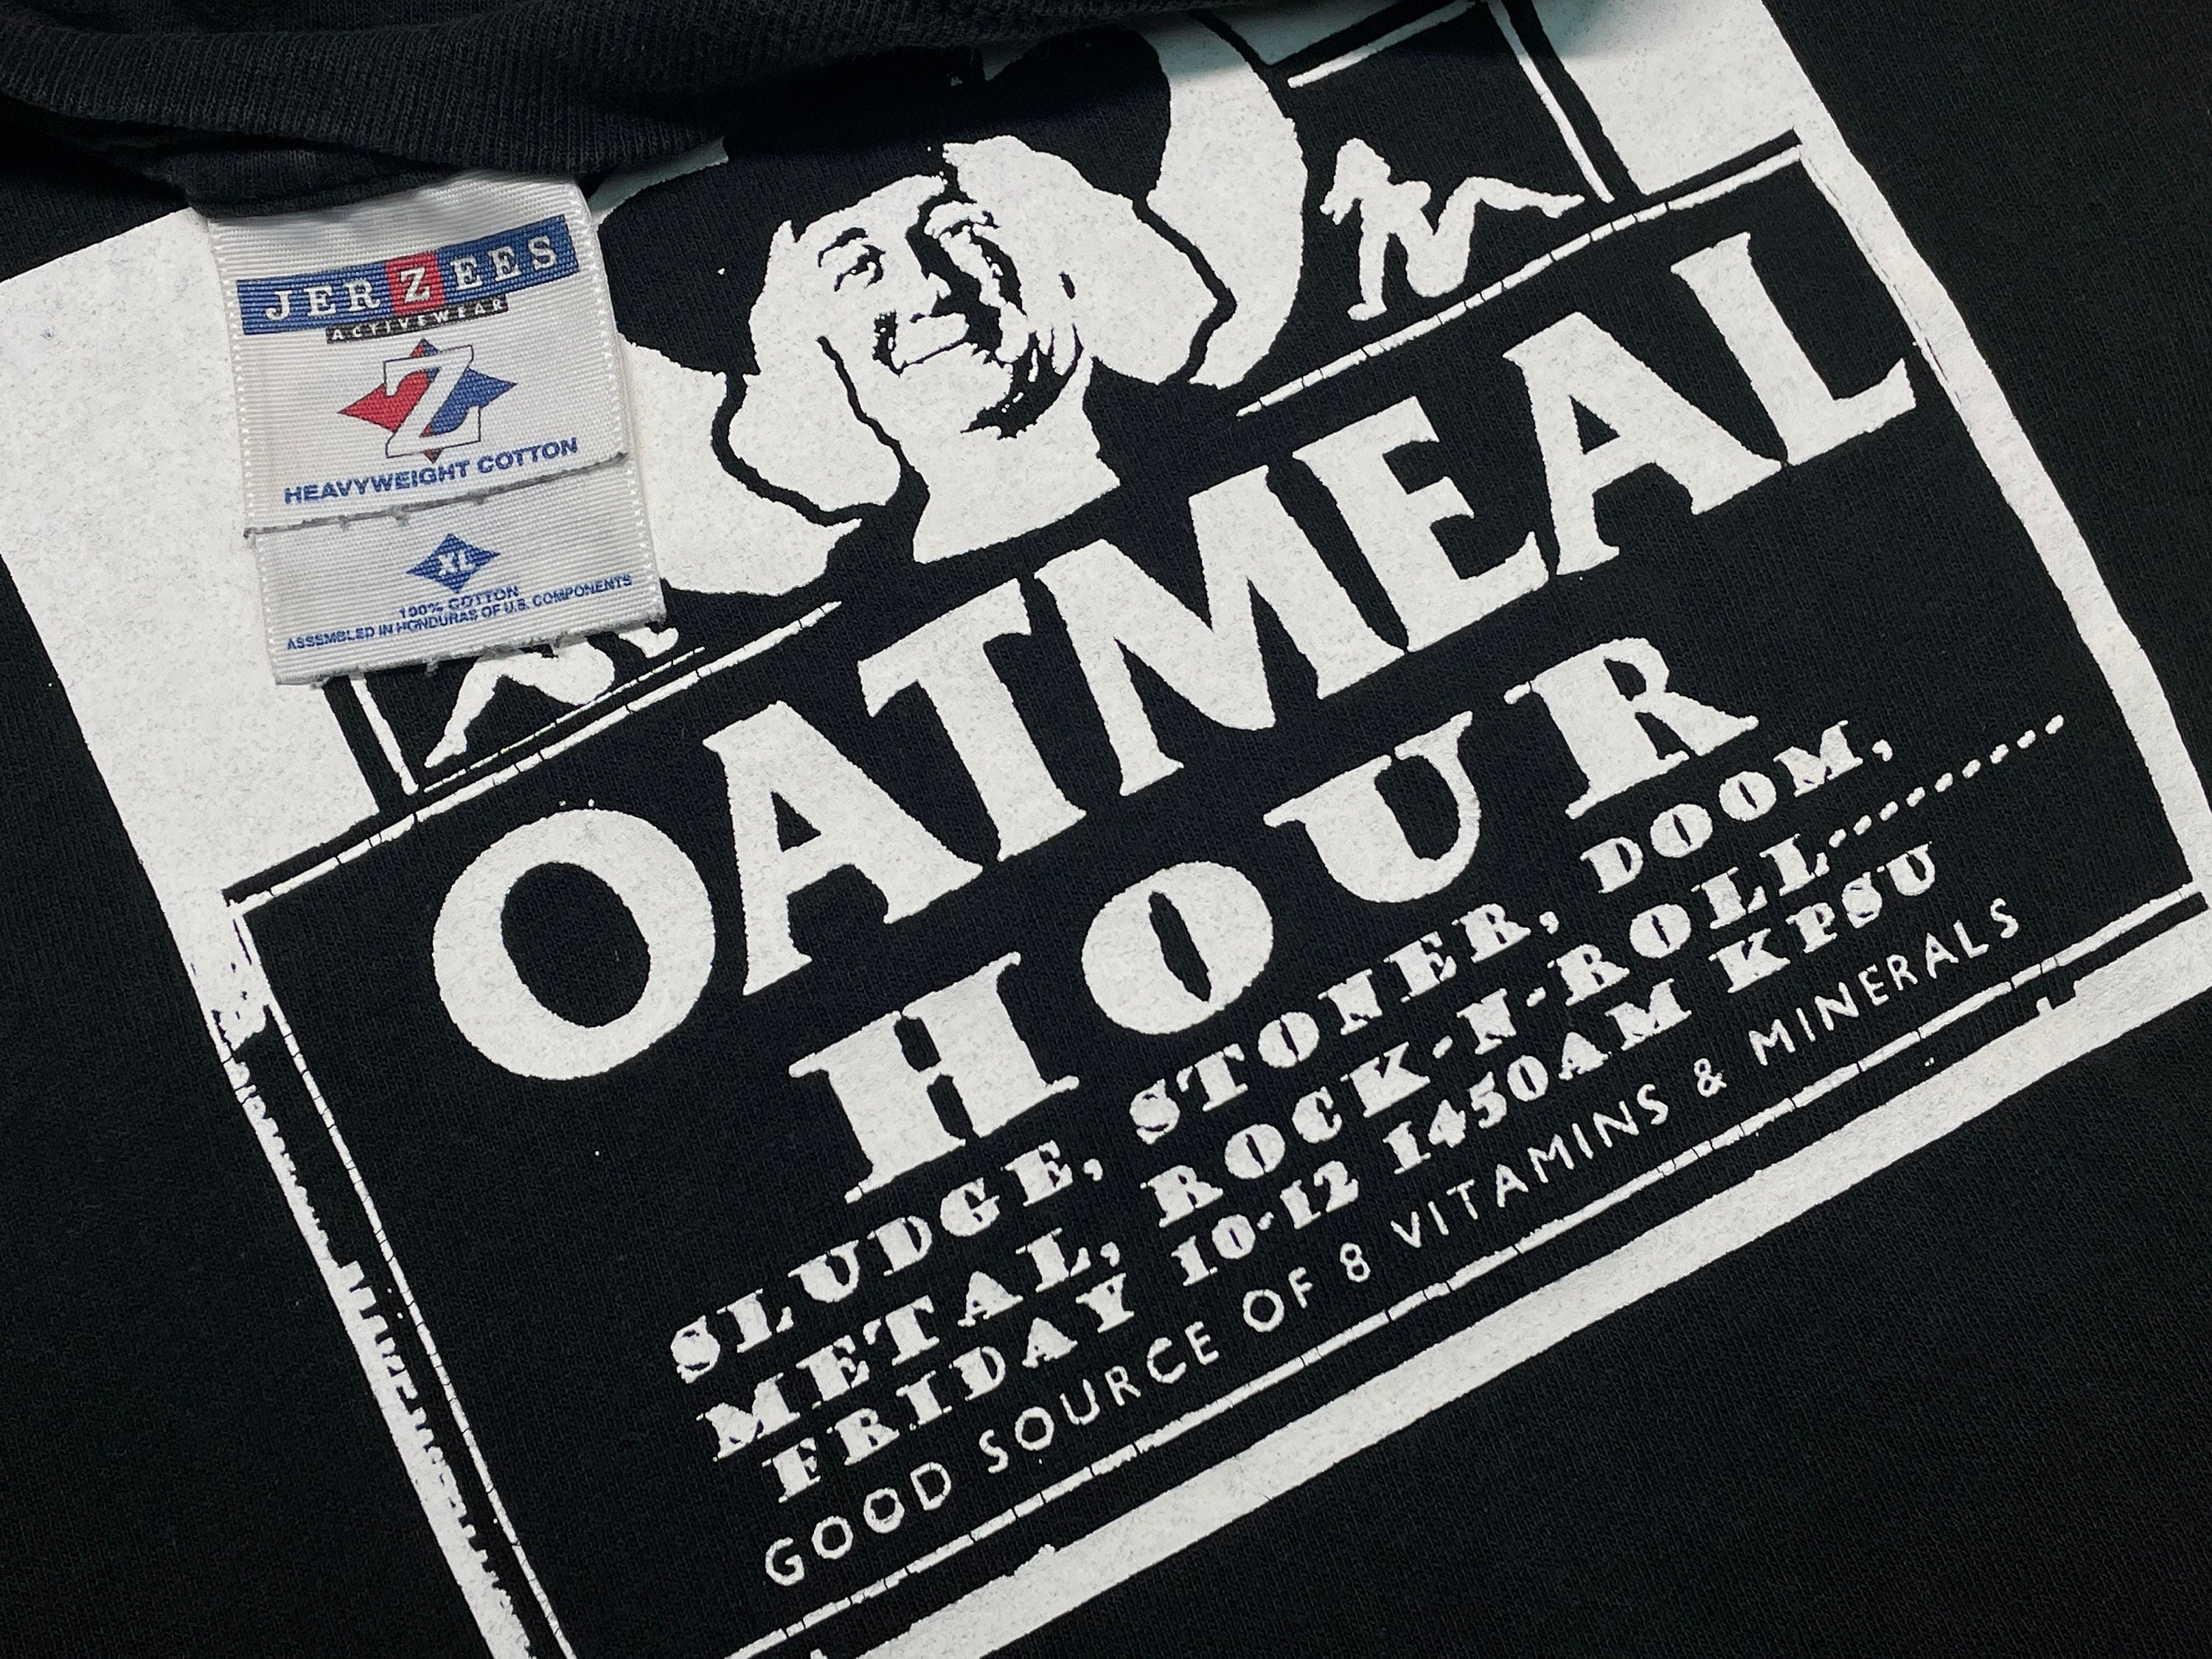 JERZEES
ACTIVEWEAR
Z
HEAVYWEIGHT COTTON
XL
100% COTTON
ASSEMBLED IN HONDURAS OF U.S. COMPONENTS
OATMEAL
HOUR
SLUDGE, STONER, DOOM,
METAL, ROCK-N-ROLL..........
FRIDAY 10-12 1450AM KPSU
GOOD SOURCE OF 8 VITAMINS & MINERALS